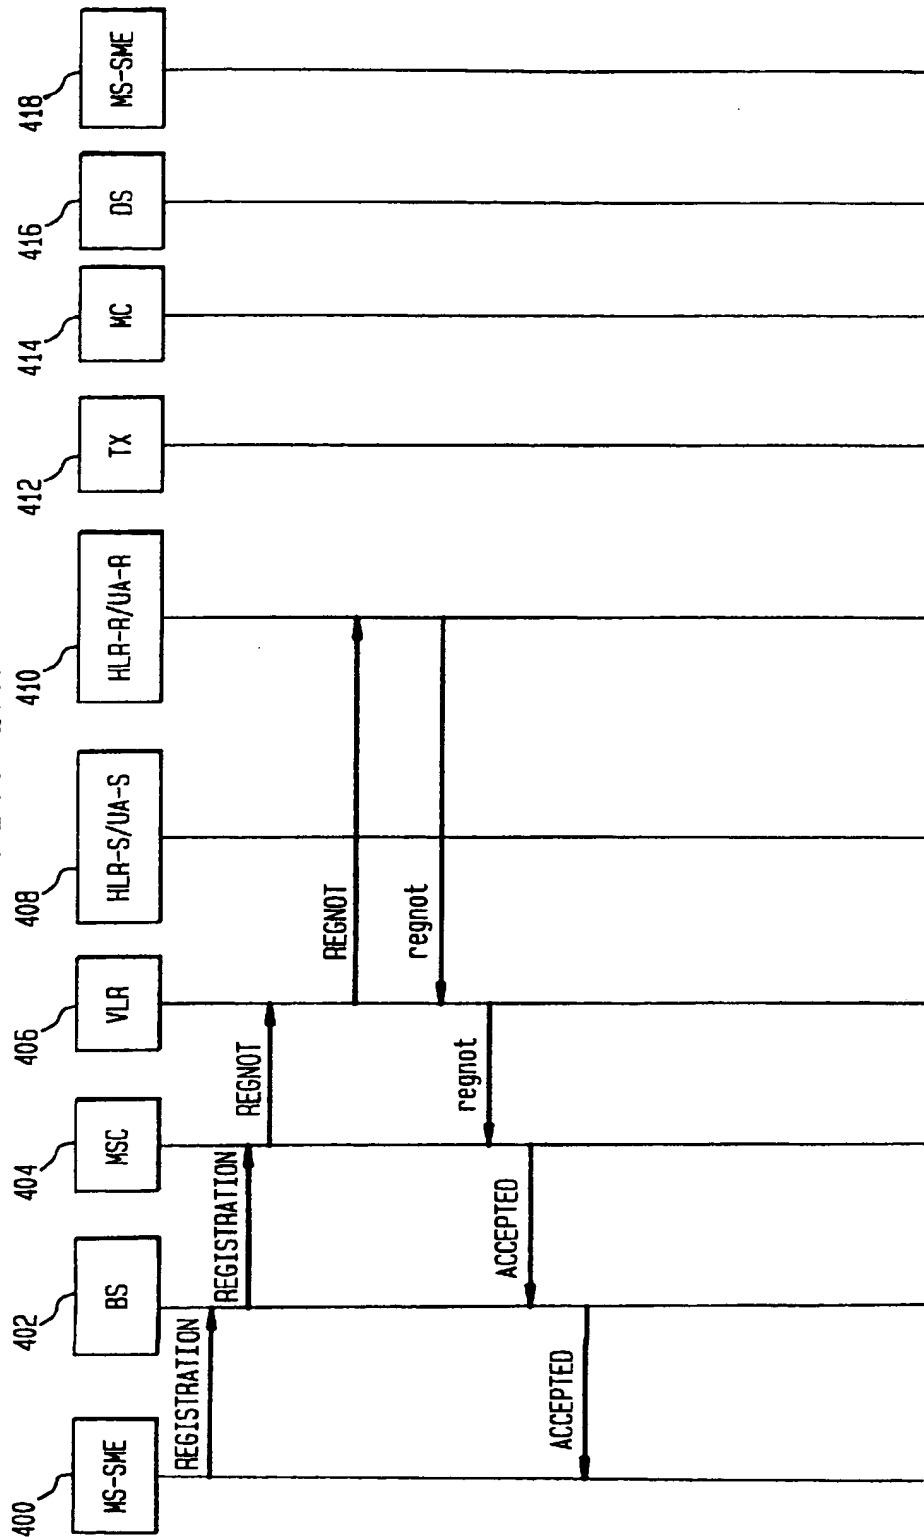 400
402
404
406
408
410
412
414
416
418
MS-SME
BS
MSC
VLR
HLR-S/UA-S
HLR-R/UA-R
TX
MC
DS
MS-SME
REGISTRATION
REGISTRATION
REGNOT
REGNOT
regnot
regnot
ACCEPTED
ACCEPTED